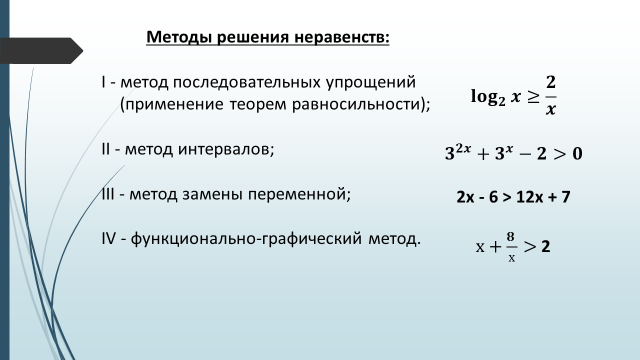 Методы решения неравенств:
I - метод последовательных упрощений
(применение теорем равносильности);
log₂ x ≥ 2/x
II - метод интервалов;
3²ˣ + 3ˣ − 2 > 0
III - метод замены переменной;
2x - 6 > 12x + 7
IV - функционально-графический метод.
x + 8/x > 2